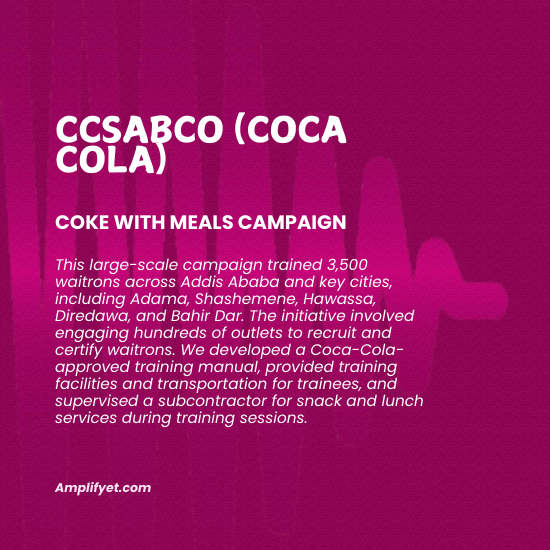 CCSABCO (COCA
COLA)
COKE WITH MEALS CAMPAIGN
This large-scale campaign trained 3,500
waitrons across Addis Ababa and key cities,
including Adama, Shashemene, Hawassa,
Diredawa, and Bahir Dar. The initiative involved
engaging hundreds of outlets to recruit and
certify waitrons. We developed a Coca-Cola-
approved training manual, provided training
facilities and transportation for trainees, and
supervised a subcontractor for snack and lunch
services during training sessions.
Amplifyet.com